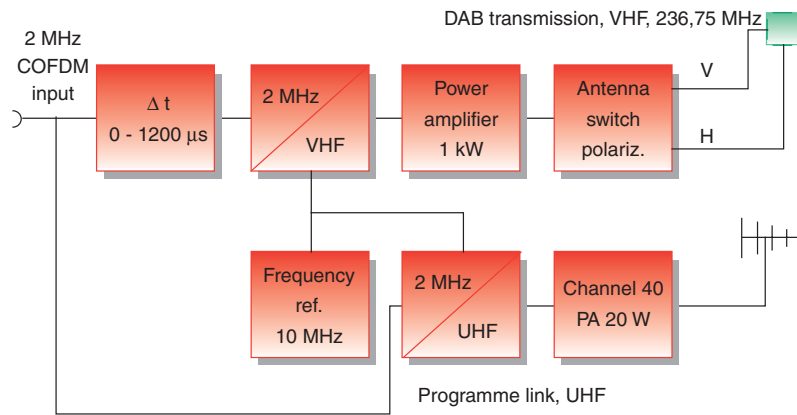 DAB transmission, VHF, 236,75 MHz
2 MHz
COFDM
input
Δ t
0 - 1200 μs
2 MHz
VHF
Power
amplifier
1 kW
Antenna
switch
polariz.
V
H
Frequency
ref.
10 MHz
2 MHz
UHF
Channel 40
PA 20 W
Programme link, UHF